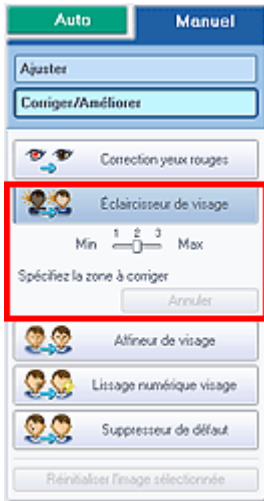 Auto Manuel
Ajuster
Corriger/Améliorer
Correction yeux rouges
Éclaircisseur de visage
1 2 3
Min Max
Spécifiez la zone à corriger
Annuler
Affineur de visage
Lissage numérique visage
Suppresseur de défaut
Réinitialiser l'image sélectionnée